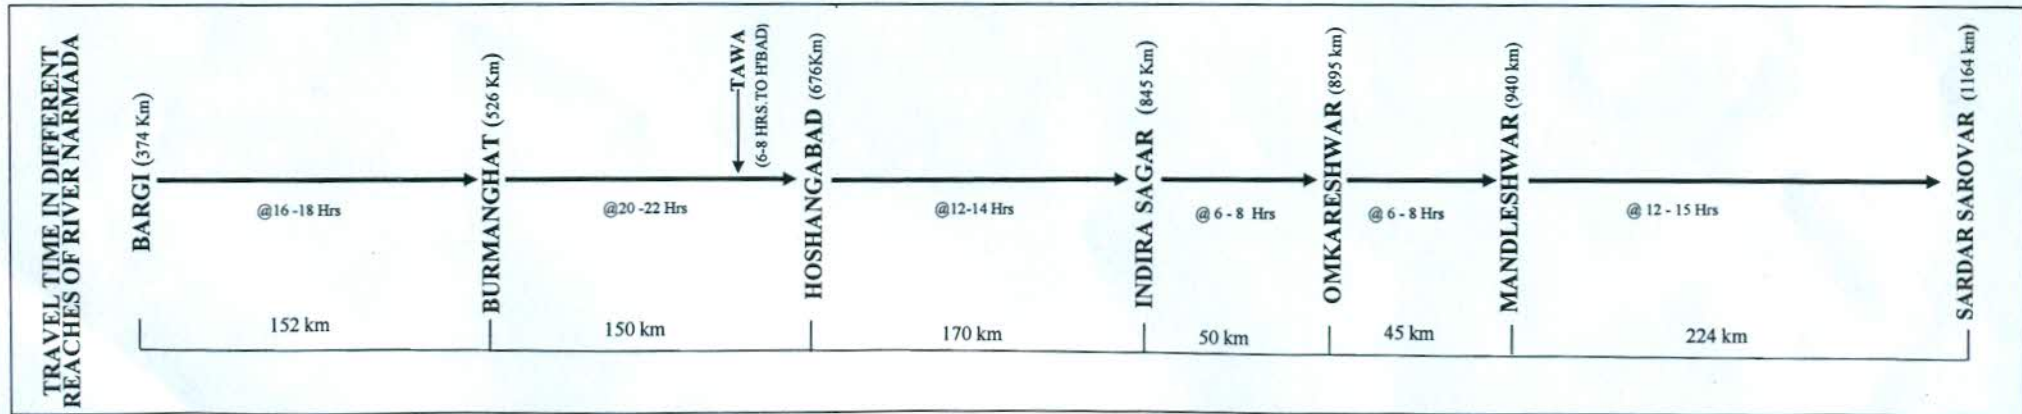 TRAVEL TIME IN DIFFERENT
REACHES OF RIVER NARMADA
BARGI (374 Km)
@16 -18 Hrs
BURMANGHAT (526 Km)
@20 -22 Hrs
TAWA
(6-8 HRS.TO H'BAD)
HOSHANGABAD (676Km)
@12-14 Hrs
INDIRA SAGAR (845 Km)
@ 6 - 8 Hrs
OMKARESHWAR (895 km)
@ 6 - 8 Hrs
MANDLESHWAR (940 km)
@ 12 - 15 Hrs
SARDAR SAROVAR (1164 km)
152 km
150 km
170 km
50 km
45 km
224 km